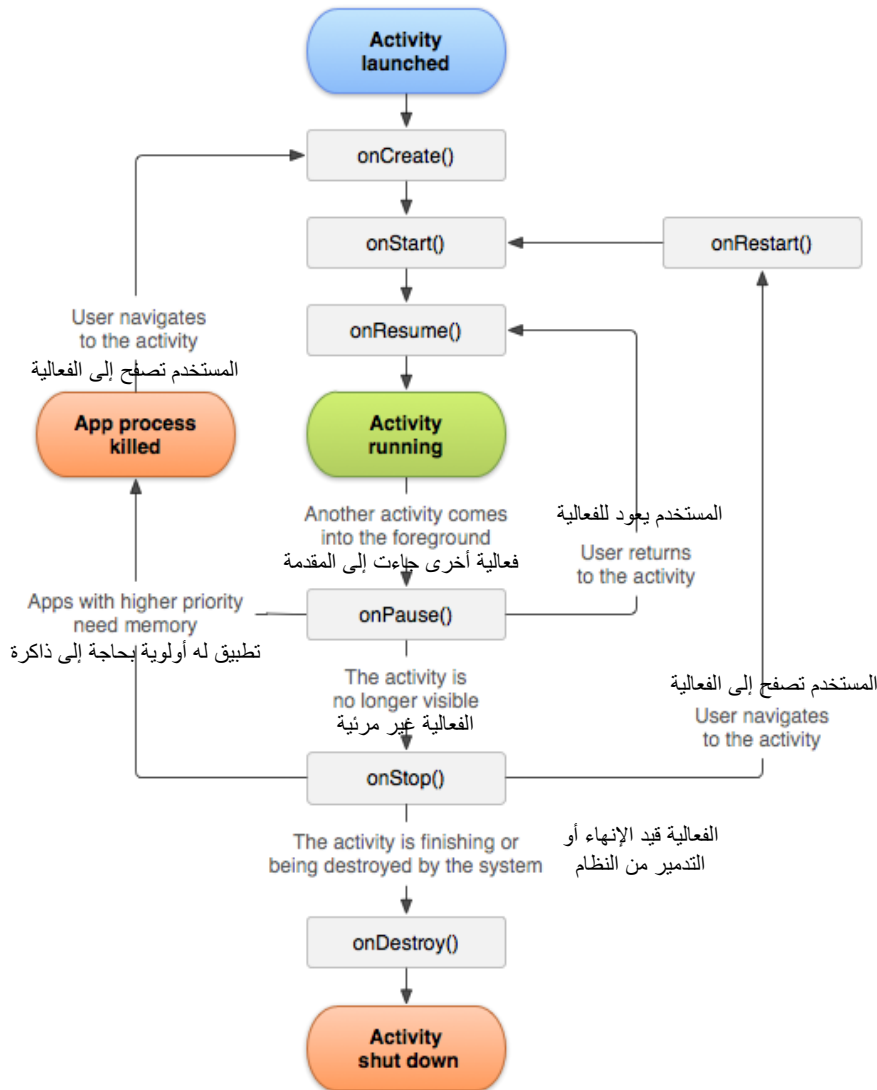 Activity
launched
onCreate()
onStart()
onRestart()
User navigates
to the activity
المستخدم تصفح إلى الفعالية
onResume()
App process
killed
Activity
running
Another activity comes
into the foreground
فعالية أخرى جاءت إلى المقدمة
المستخدم يعود للفعالية
User returns
to the activity
Apps with higher priority
need memory
تطبيق له أولوية بحاجة إلى ذاكرة
onPause()
The activity is
no longer visible
الفعالية غير مرئية
المستخدم تصفح إلى الفعالية
User navigates
to the activity
onStop()
The activity is finishing or
being destroyed by the system
الفعالية قيد الإنهاء أو
التدمير من النظام
onDestroy()
Activity
shut down